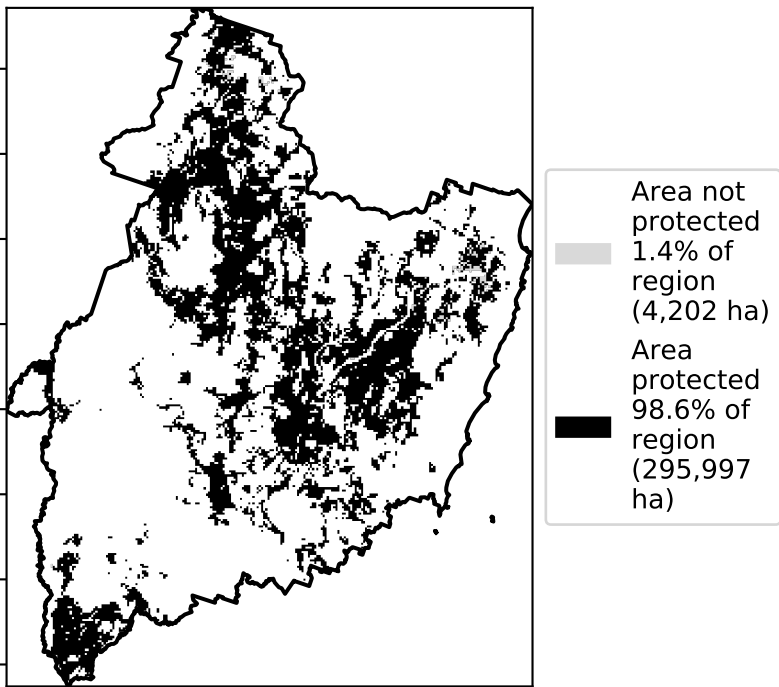 Area not
protected
1.4% of
region
(4,202 ha)
Area
protected
98.6% of
region
(295,997
ha)